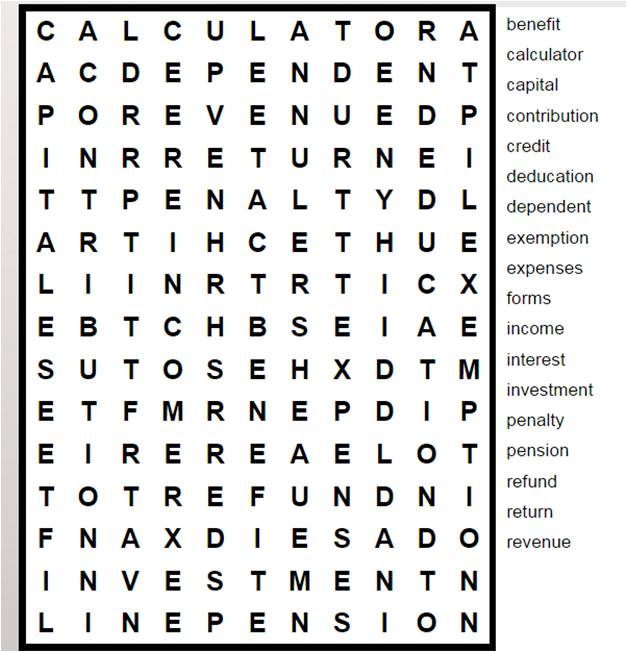 C A L C U L A T O R A
A C D E P E N D E N T
P O R E V E N U E D P
I N R R E T U R N E I
T T P E N A L T Y D L
A R T I H C E T H U E
L I I N R T R T I C X
E B T C H B S E I A E
S U T O S E H X D T M
E T F M R N E P D I P
E I R E R E A E L O T
T O T R E F U N D N I
F N A X D I E S A D O
I N V E S T M E N T N
L I N E P E N S I O N
benefit
calculator
capital
contribution
credit
deducation
dependent
exemption
expenses
forms
income
interest
investment
penalty
pension
refund
return
revenue